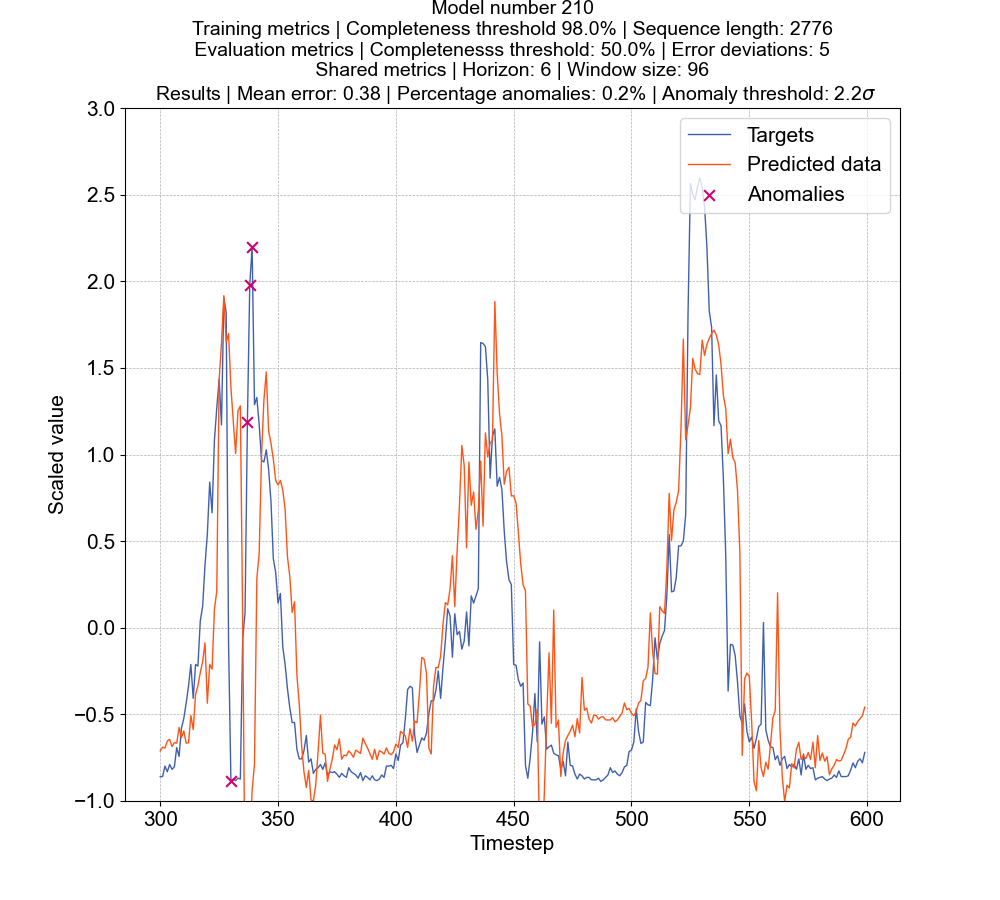 Model number 210
Training metrics | Completeness threshold 98.0% | Sequence length: 2776
Evaluation metrics | Completenesss threshold: 50.0% | Error deviations: 5
Shared metrics | Horizon: 6 | Window size: 96
Results | Mean error: 0.38 | Percentage anomalies: 0.2% | Anomaly threshold: 2.2σ
Targets
Predicted data
Anomalies
Scaled value
3.0
2.5
2.0
1.5
1.0
0.5
0.0
−0.5
−1.0
300
350
400
450
500
550
600
Timestep